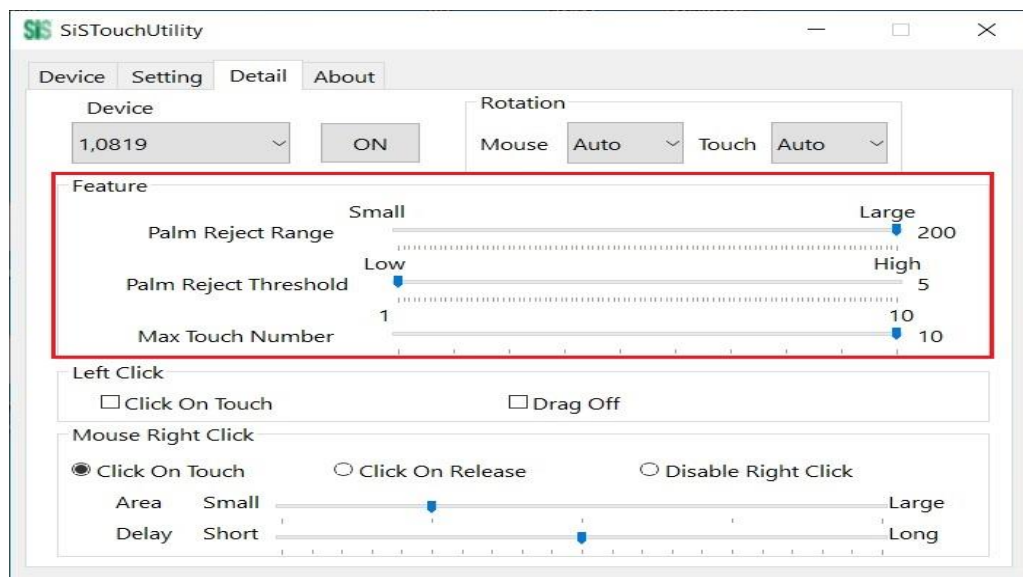 SiS SiSTouchUtility
Device Setting Detail About
Device
1,0819
ON
Rotation
Mouse Auto Touch Auto
Feature
Small Large
Palm Reject Range 200
Low High
Palm Reject Threshold 5
1 10
Max Touch Number 10
Left Click
Click On Touch Drag Off
Mouse Right Click
Click On Touch Click On Release Disable Right Click
Area Small Large
Delay Short Long